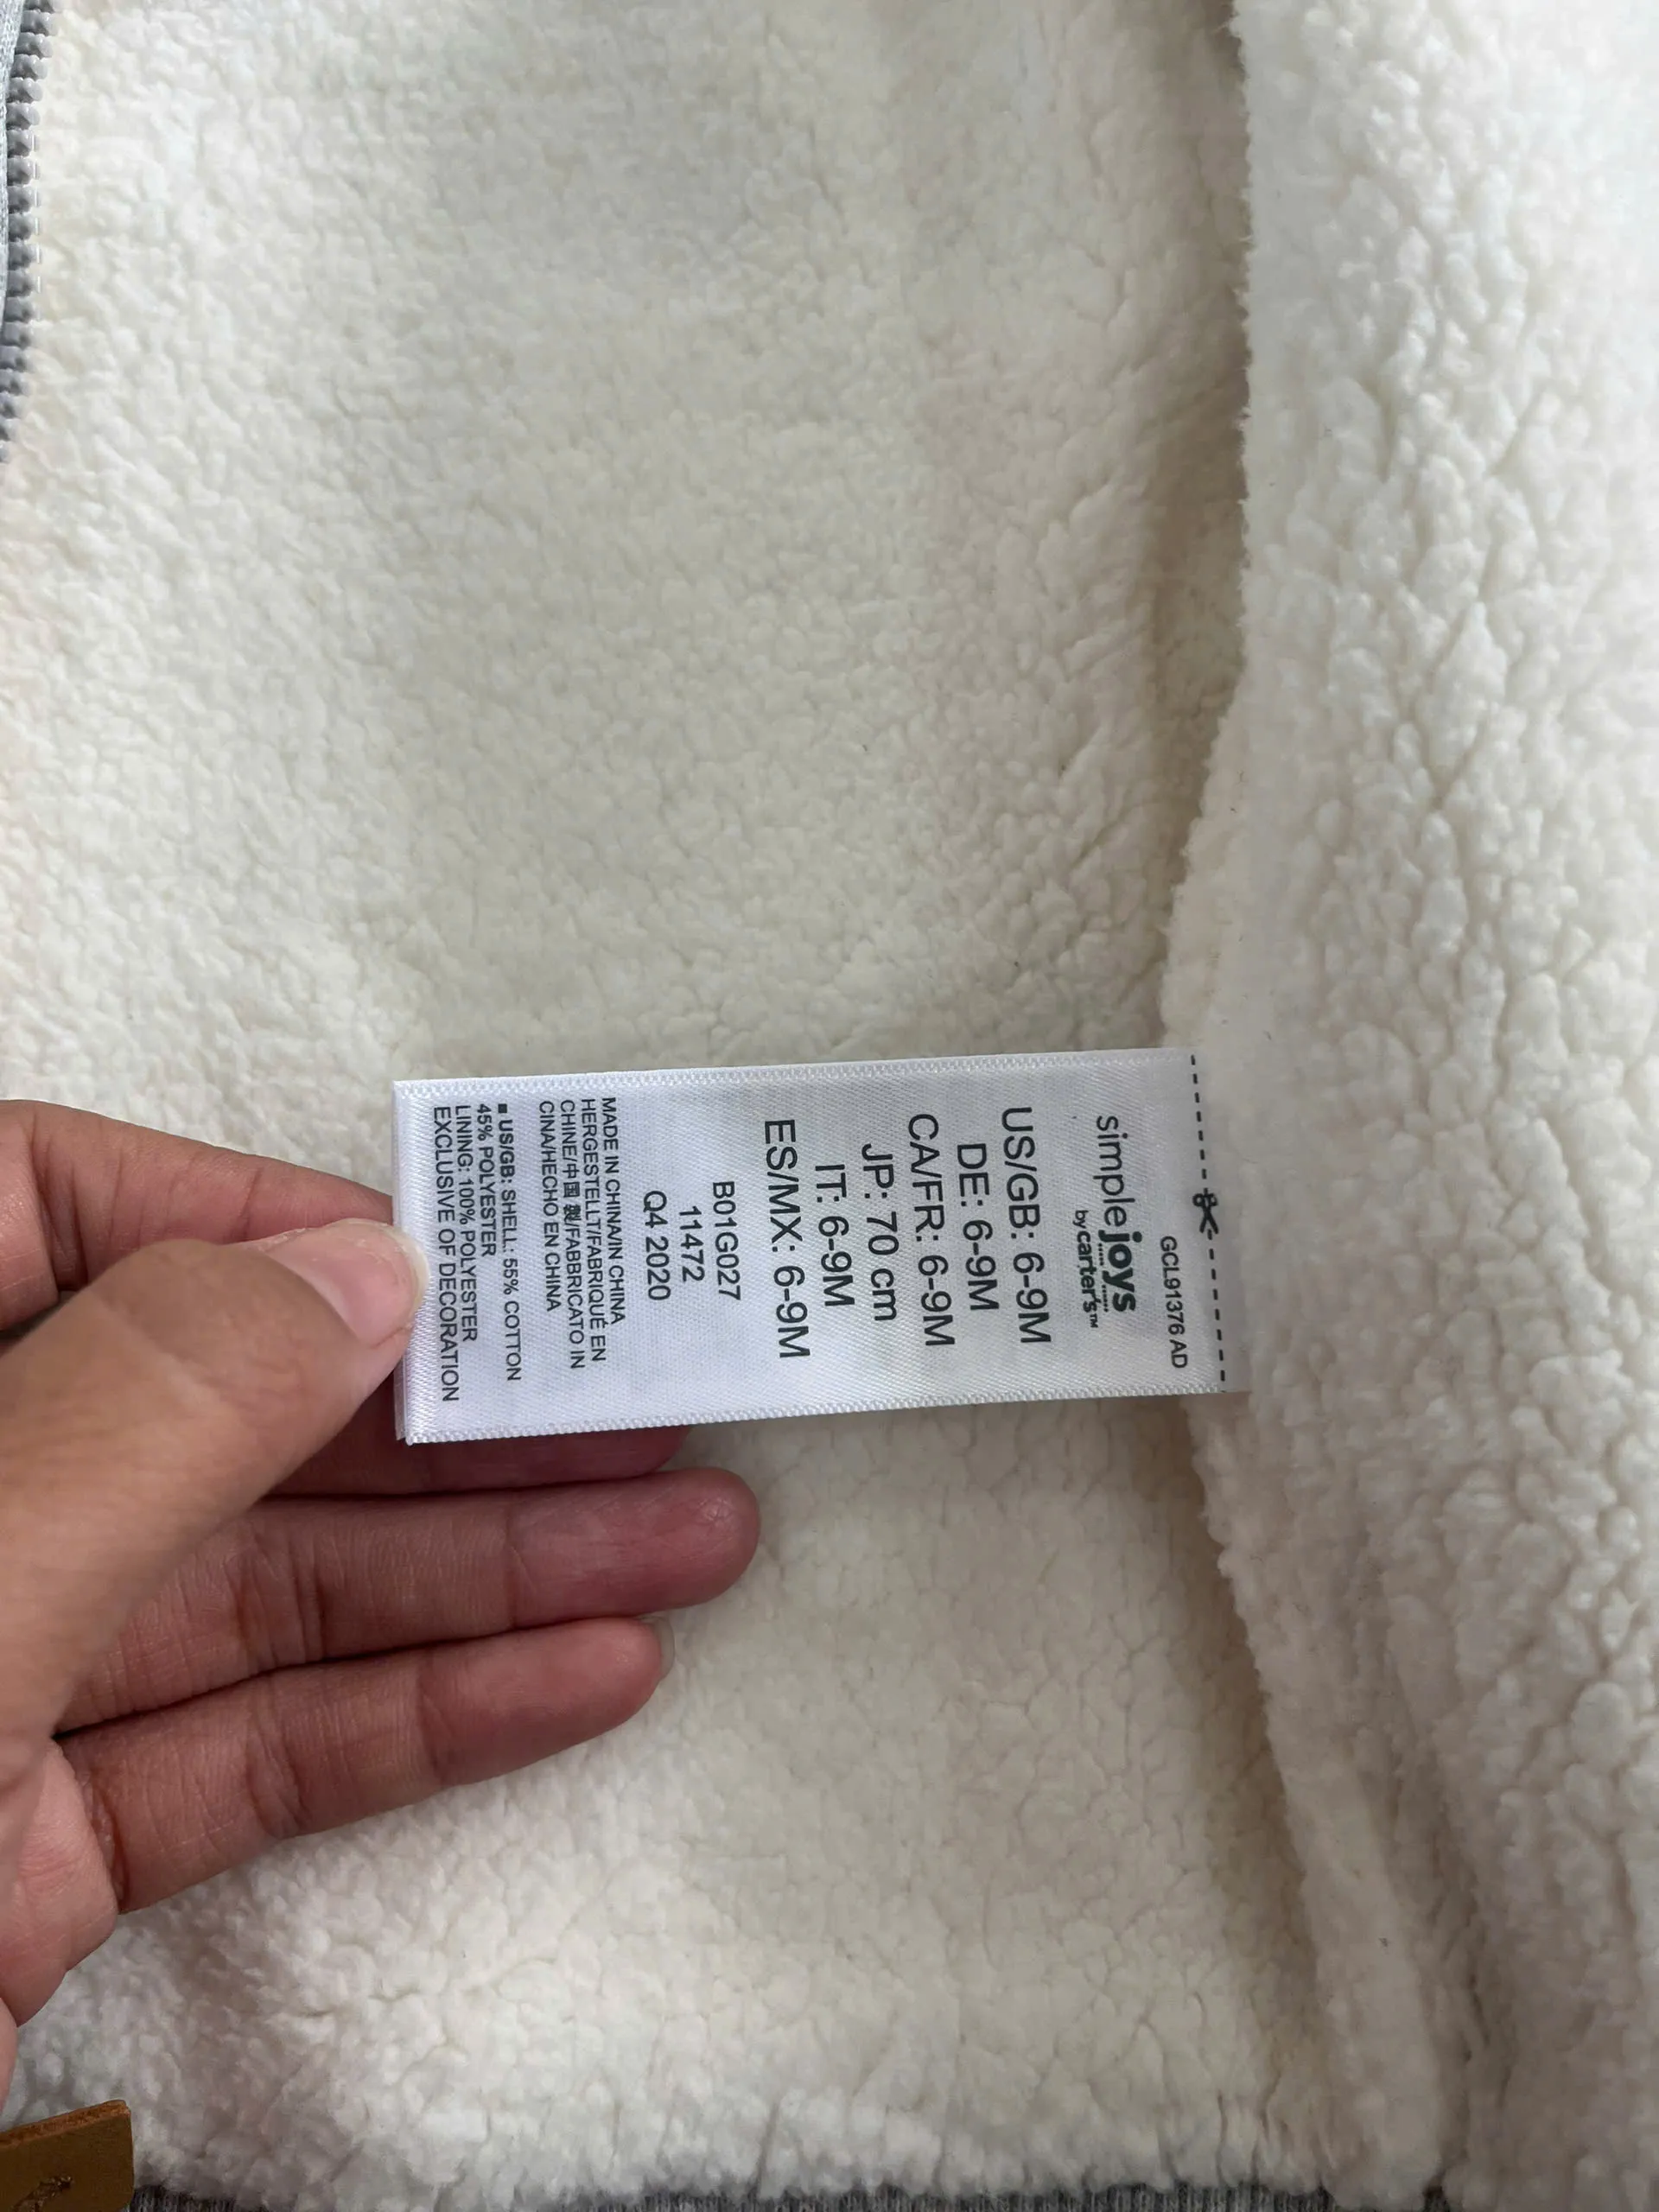 GCL91376 AD
simple joys
by carter's™
US/GB: 6-9M
DE: 6-9M
CA/FR: 6-9M
JP: 70 cm
IT: 6-9M
ES/MX: 6-9M
B01G027
11472
Q4 2020
MADE IN CHINA/IN CHINA
HERGESTELLT/FABRIQUÉ EN
CHINE/中国 製/FABBRICATO IN
CINA/HECHO EN CHINA
■ US/GB: SHELL: 55% COTTON
45% POLYESTER
LINING: 100% POLYESTER
EXCLUSIVE OF DECORATION